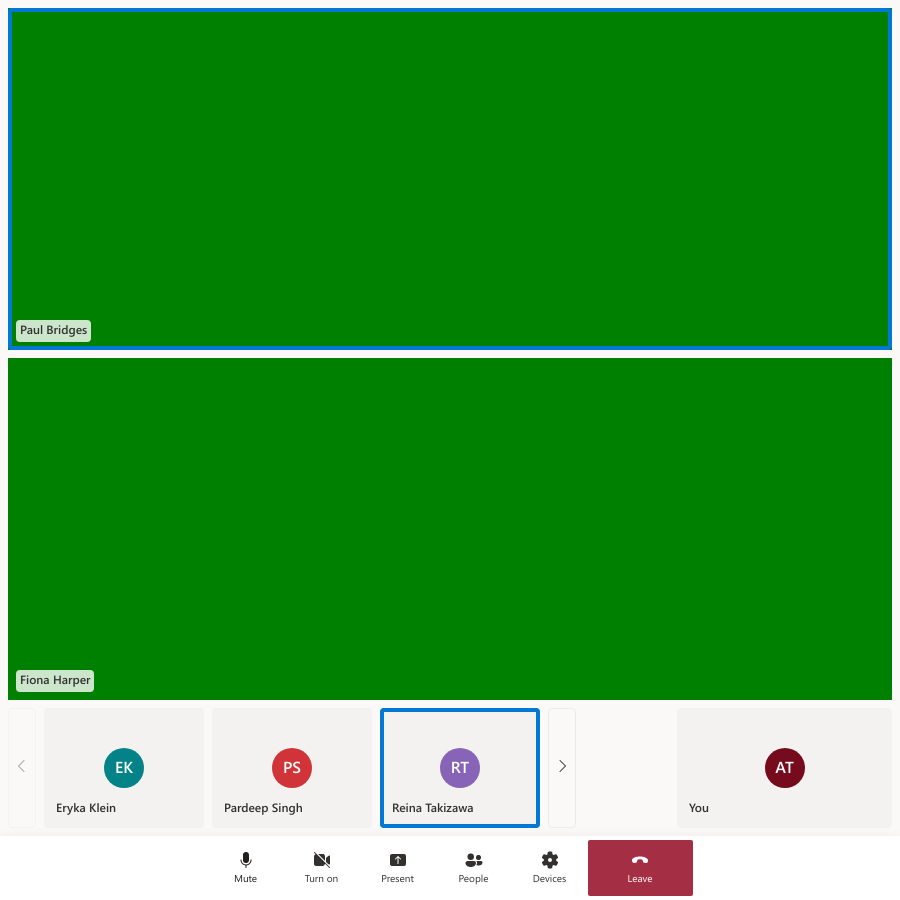 Paul Bridges
Fiona Harper
EK
Eryka Klein
PS
Pardeep Singh
RT
Reina Takizawa
AT
You
Mute
Turn on
Present
People
Devices
Leave